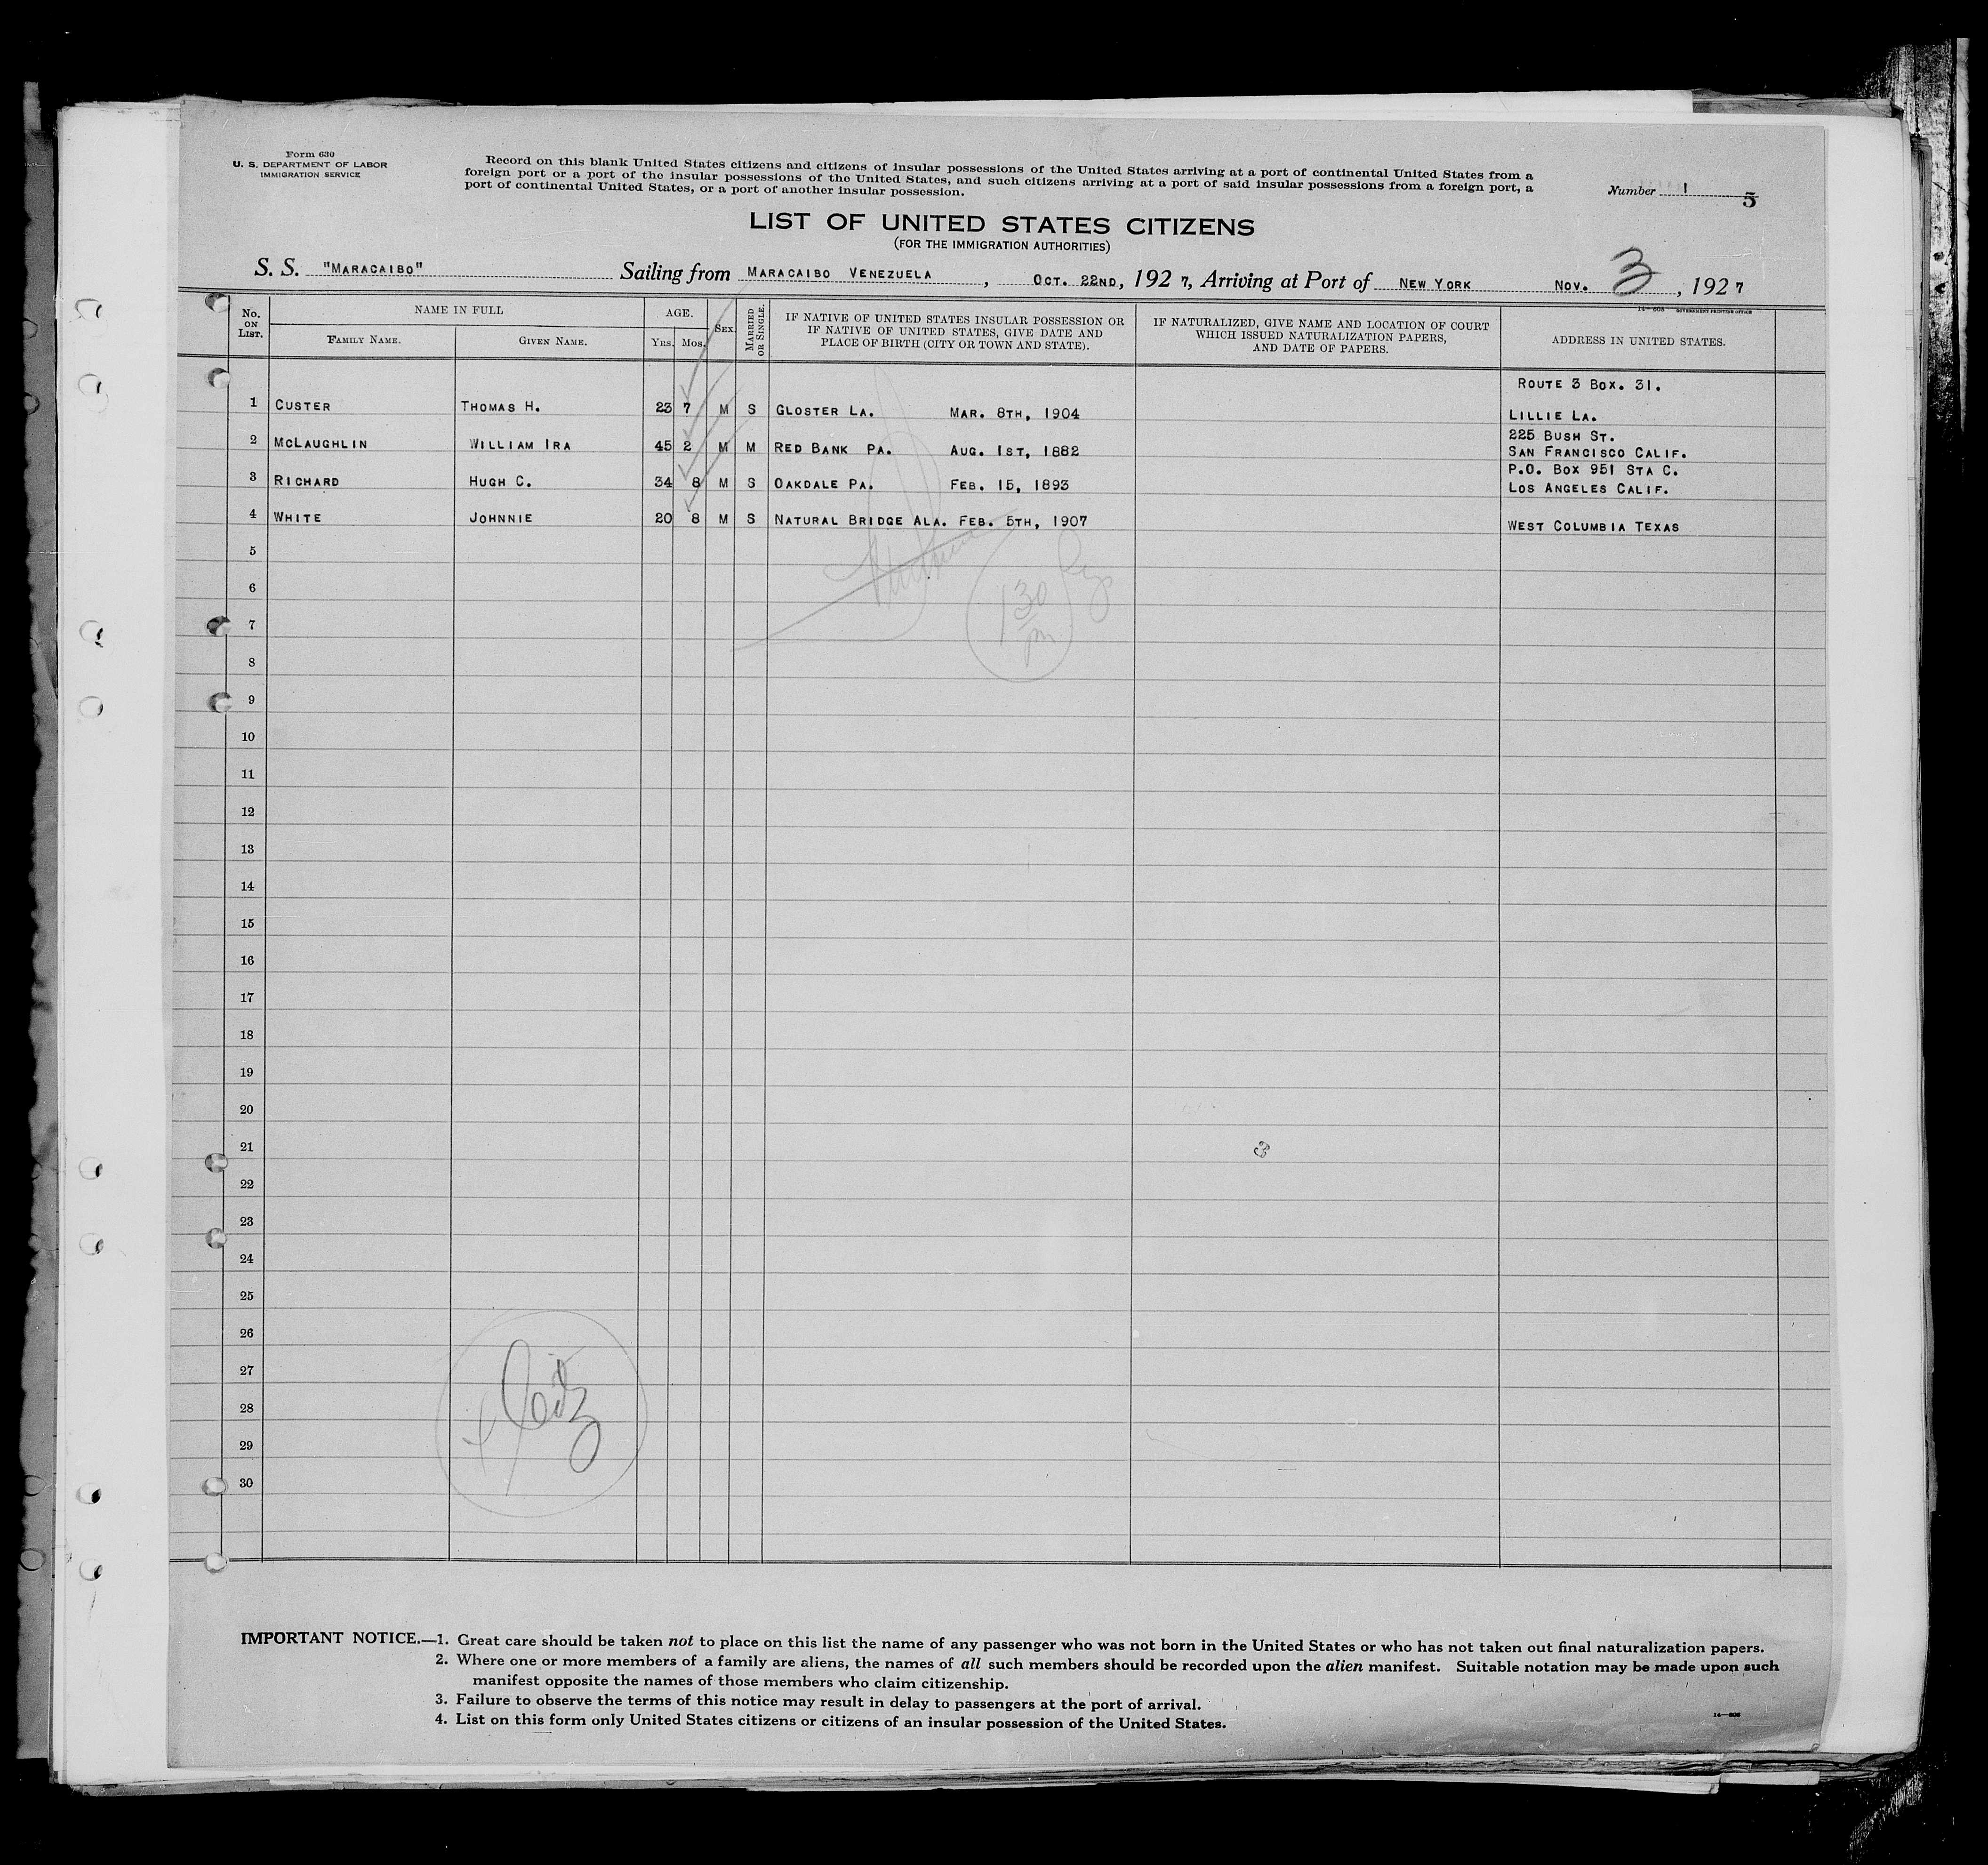 Form 630
U. S. DEPARTMENT OF LABOR
IMMIGRATION SERVICE
Record on this blank United States citizens and citizens of insular possessions of the United States arriving at a port of continental United States from a
foreign port or a port of the insular possessions of the United States, and such citizens arriving at a port of said insular possessions from a foreign port, a
port of continental United States, or a port of another insular possession.
Number 1 5
LIST OF UNITED STATES CITIZENS
(FOR THE IMMIGRATION AUTHORITIES)
S. S. "MARACAIBO" Sailing from MARACAIBO VENEZUELA, OCT. 22ND, 1927, Arriving at Port of NEW YORK NOV. 3, 1927
14—608 GOVERNMENT PRINTING OFFICE
No. ON LIST. NAME IN FULL FAMILY NAME. GIVEN NAME. AGE. YRS. MOS. SEX. MARRIED OR SINGLE. IF NATIVE OF UNITED STATES INSULAR POSSESSION OR IF NATIVE OF UNITED STATES, GIVE DATE AND PLACE OF BIRTH (CITY OR TOWN AND STATE). IF NATURALIZED, GIVE NAME AND LOCATION OF COURT WHICH ISSUED NATURALIZATION PAPERS, AND DATE OF PAPERS. ADDRESS IN UNITED STATES.
ROUTE 3 BOX. 31.
1 CUSTER THOMAS H. 23 7 M S GLOSTER LA. MAR. 8TH, 1904 LILLIE LA.
225 BUSH ST.
2 MCLAUGHLIN WILLIAM IRA 45 2 M M RED BANK PA. AUG. 1ST, 1882 SAN FRANCISCO CALIF.
P.O. BOX 951 STA C.
3 RICHARD HUGH C. 34 8 M S OAKDALE PA. FEB. 15, 1893 LOS ANGELES CALIF.
4 WHITE JOHNNIE 20 8 M S NATURAL BRIDGE ALA. FEB. 5TH, 1907 WEST COLUMBIA TEXAS
5
6
130 pm
7
8
9
10
11
12
13
14
15
16
17
18
19
20
21
3
22
23
24
25
26
27
28
29
30
IMPORTANT NOTICE.—1. Great care should be taken not to place on this list the name of any passenger who was not born in the United States or who has not taken out final naturalization papers.
2. Where one or more members of a family are aliens, the names of all such members should be recorded upon the alien manifest. Suitable notation may be made upon such
manifest opposite the names of those members who claim citizenship.
3. Failure to observe the terms of this notice may result in delay to passengers at the port of arrival.
4. List on this form only United States citizens or citizens of an insular possession of the United States.
14—608